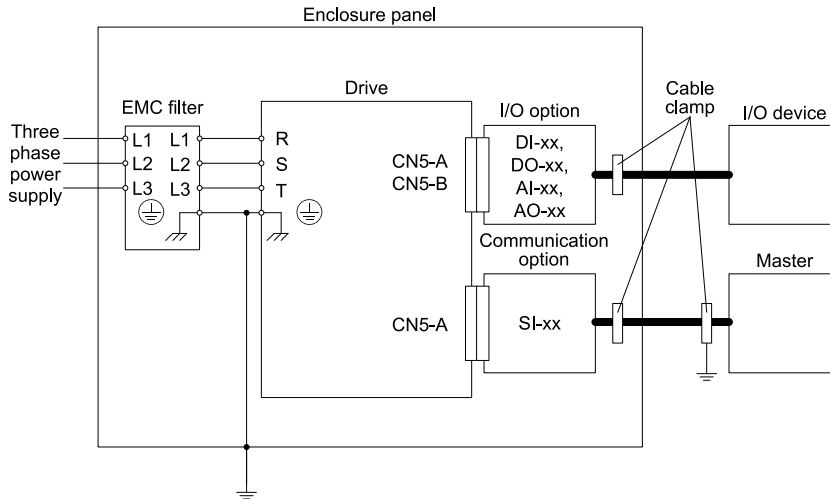 Enclosure panel
Drive
EMC filter
Three
phase
power
supply
L1 L1
L2 L2
L3 L3
R
S
T
CN5-A
CN5-B
I/O option
DI-xx,
DO-xx,
AI-xx,
AO-xx
Cable
clamp
I/O device
Communication
option
CN5-A
SI-xx
Master